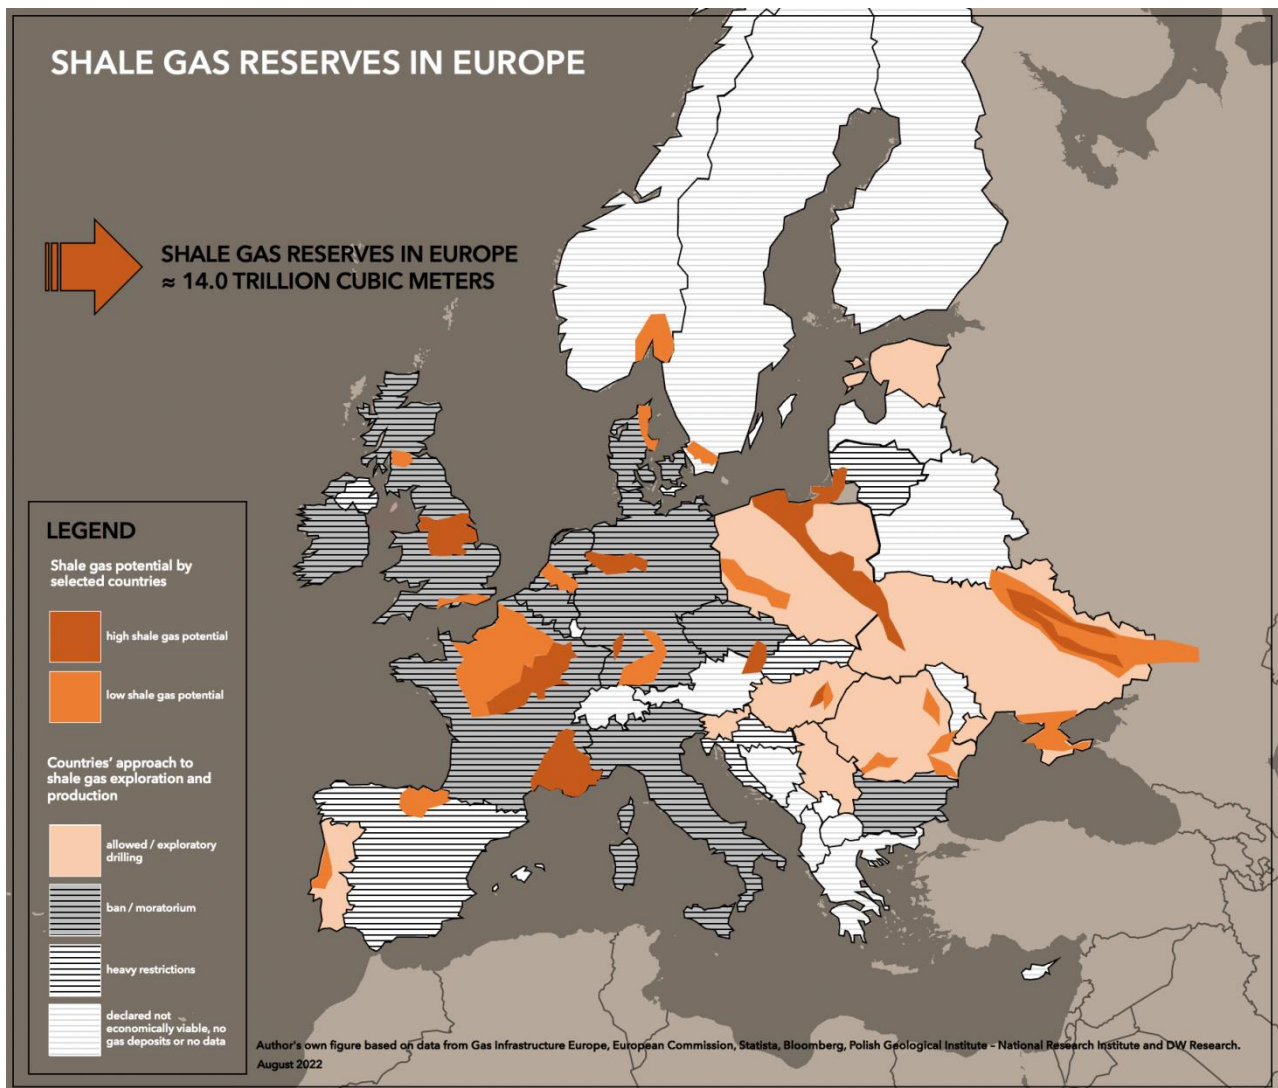 SHALE GAS RESERVES IN EUROPE
SHALE GAS RESERVES IN EUROPE
≈ 14.0 TRILLION CUBIC METERS
LEGEND
Shale gas potential by
selected countries
high shale gas potential
low shale gas potential
Countries' approach to
shale gas exploration and
production
allowed / exploratory
drilling
ban / moratorium
heavy restrictions
declared not
economically viable, no
gas deposits or no data
Author's own figure based on data from Gas Infrastructure Europe, European Commission, Statista, Bloomberg, Polish Geological Institute – National Research Institute and DW Research.
August 2022